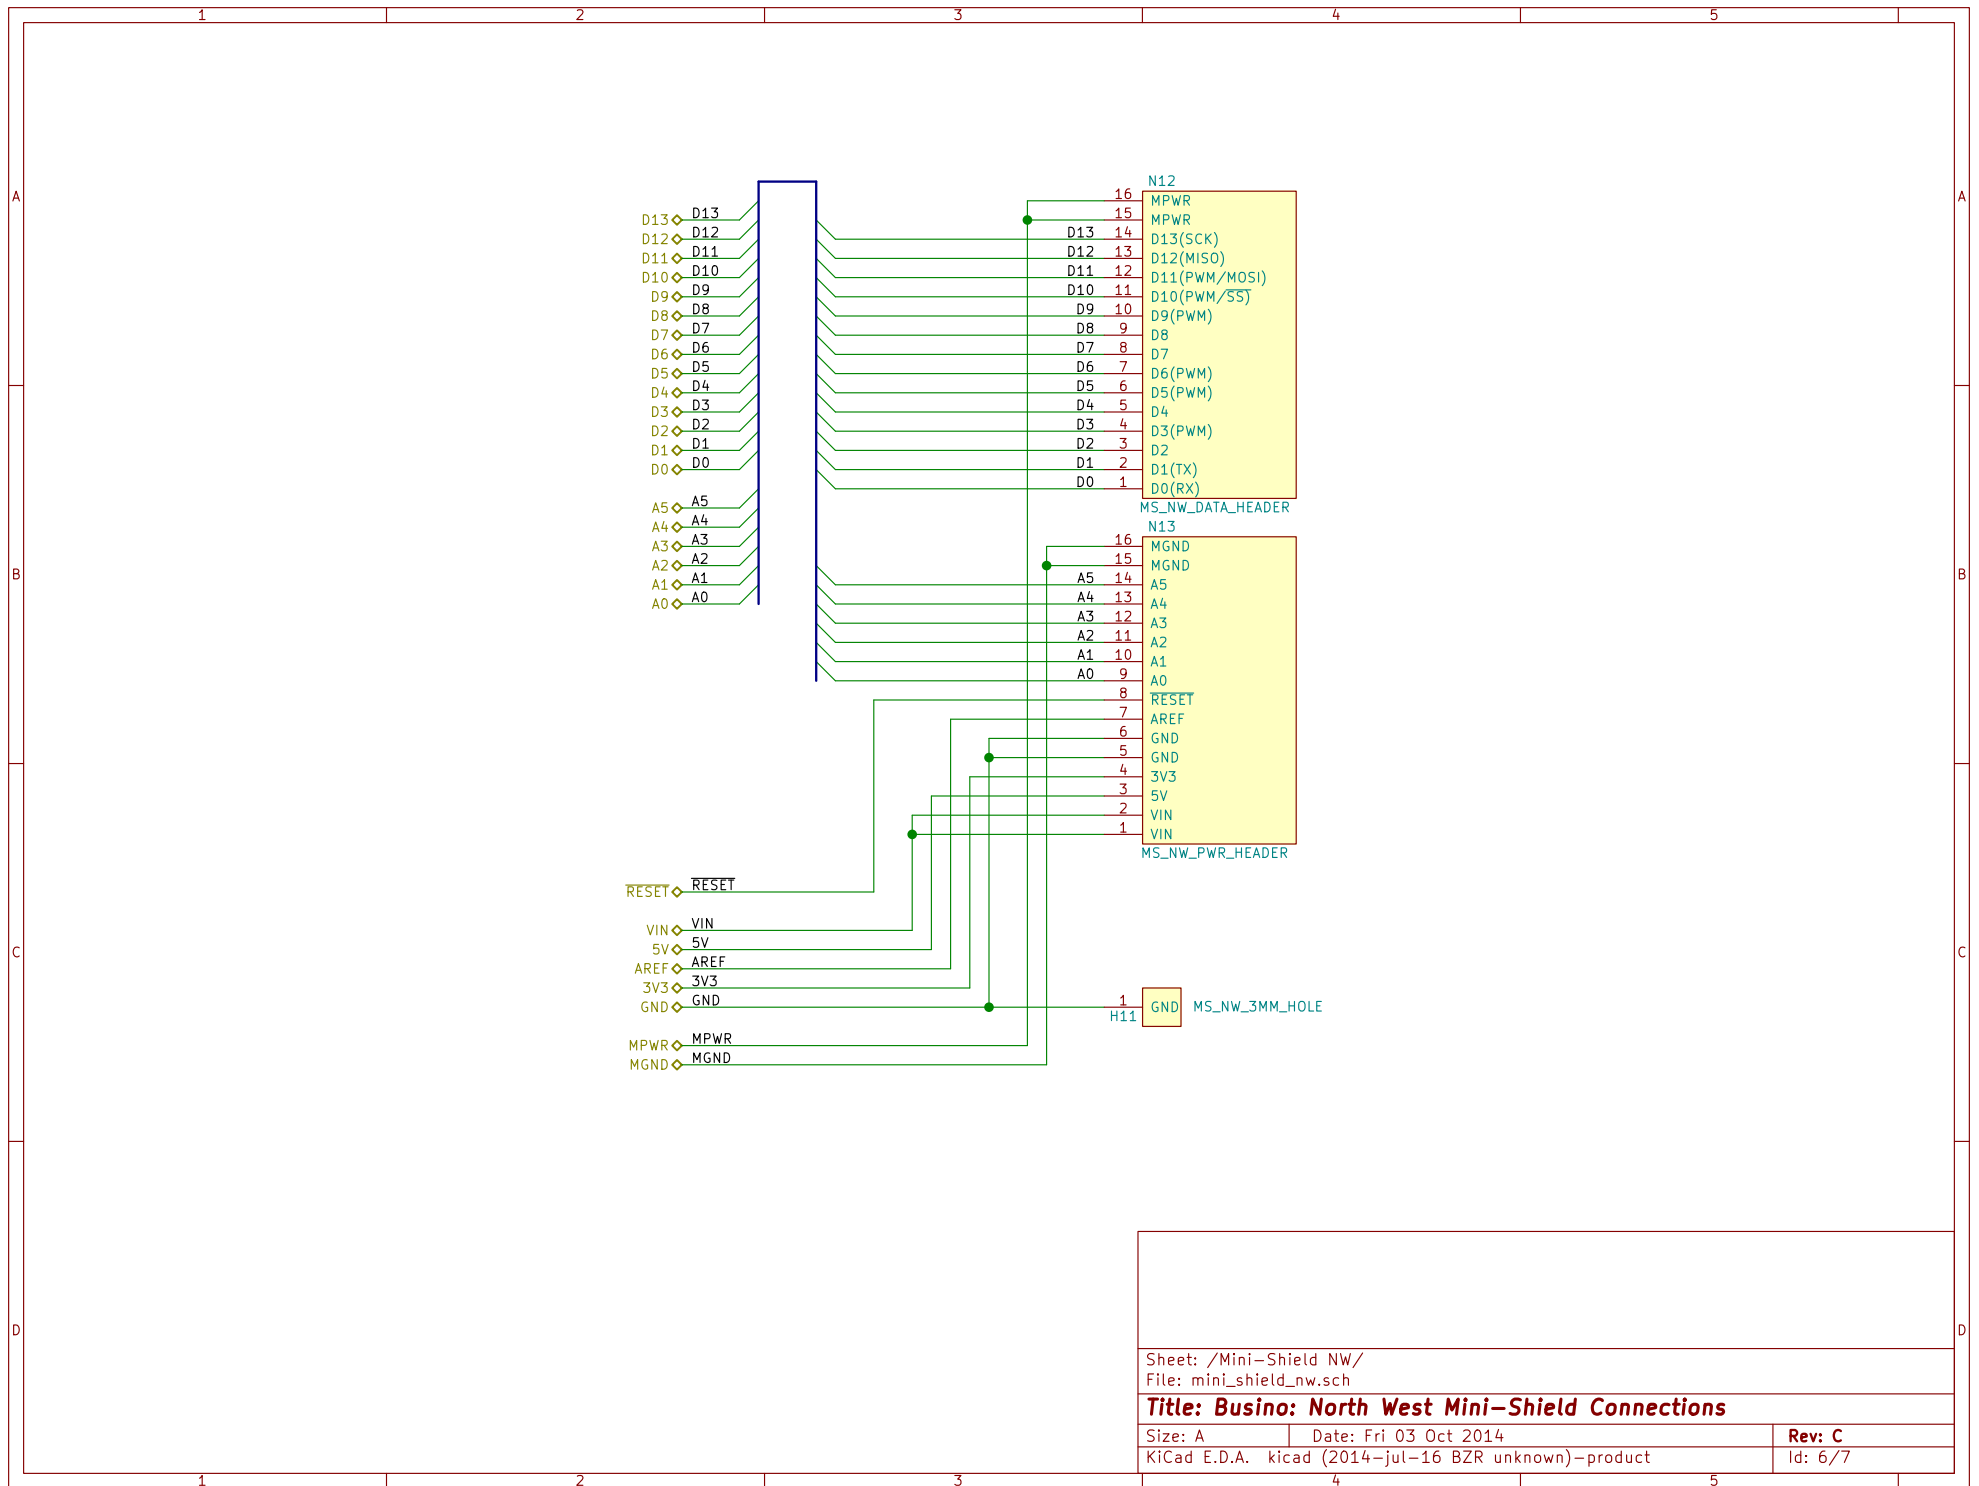 1 2 3 4 5
A A
B B
C C
D D
D13 D13
D12 D12
D11 D11
D10 D10
D9 D9
D8 D8
D7 D7
D6 D6
D5 D5
D4 D4
D3 D3
D2 D2
D1 D1
D0 D0
A5 A5
A4 A4
A3 A3
A2 A2
A1 A1
A0 A0
N12
16 MPWR
15 MPWR
D13 14 D13(SCK)
D12 13 D12(MISO)
D11 12 D11(PWM/MOSI)
D10 11 D10(PWM/SS)
D9 10 D9(PWM)
D8 9 D8
D7 8 D7
D6 7 D6(PWM)
D5 6 D5(PWM)
D4 5 D4
D3 4 D3(PWM)
D2 3 D2
D1 2 D1(TX)
D0 1 D0(RX)
MS_NW_DATA_HEADER
N13
16 MGND
15 MGND
A5 14 A5
A4 13 A4
A3 12 A3
A2 11 A2
A1 10 A1
A0 9 A0
8 RESET
7 AREF
6 GND
5 GND
4 3V3
3 5V
2 VIN
1 VIN
MS_NW_PWR_HEADER
RESET RESET
VIN VIN
5V 5V
AREF AREF
3V3 3V3
GND GND
MPWR MPWR
MGND MGND
1 GND MS_NW_3MM_HOLE
H11
Sheet: /Mini-Shield NW/
File: mini_shield_nw.sch
Title: Busino: North West Mini-Shield Connections
Size: A Date: Fri 03 Oct 2014 Rev: C
KiCad E.D.A. kicad (2014-jul-16 BZR unknown)-product Id: 6/7
1 2 3 4 5